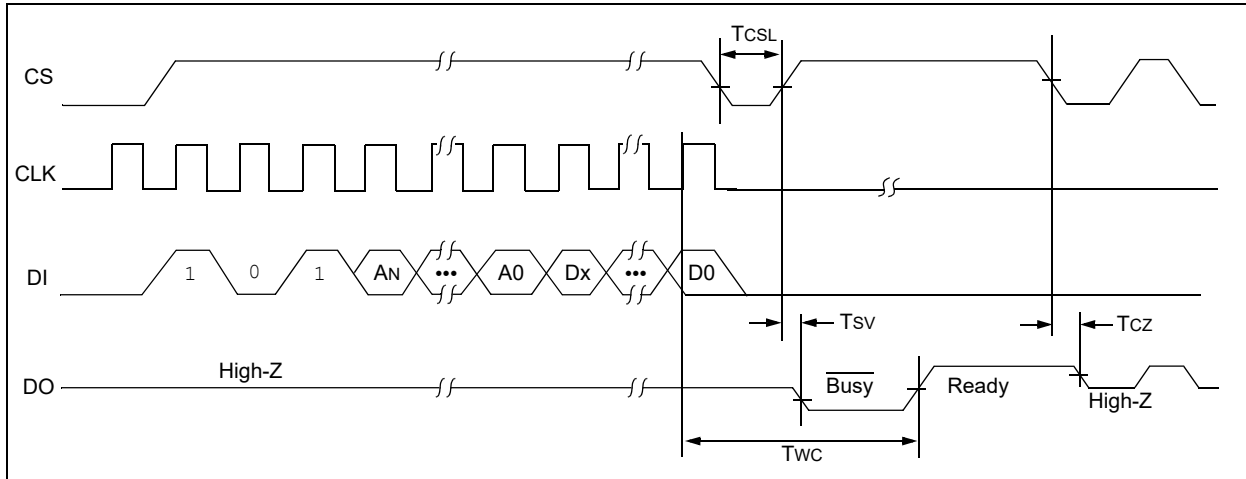 TCSL
CS
CLK
DI 1 0 1 AN ••• A0 Dx ••• D0
TSV TCZ
DO High-Z Busy Ready High-Z
TWC